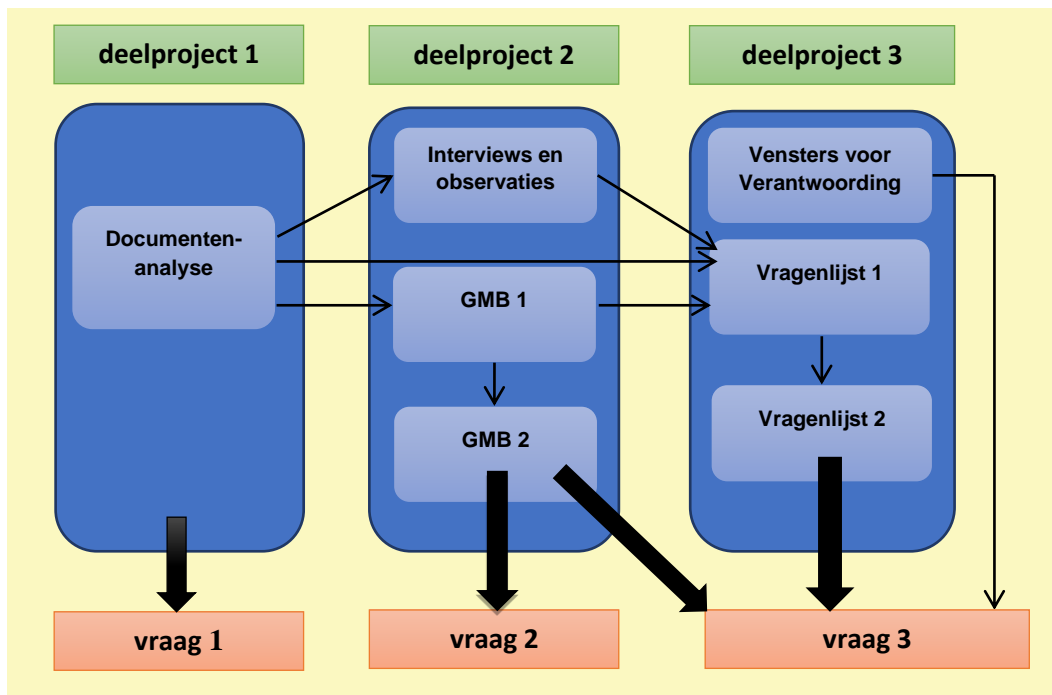 deelproject 1
deelproject 2
deelproject 3
Documenten-
analyse
Interviews en
observaties
GMB 1
GMB 2
Vensters voor
Verantwoording
Vragenlijst 1
Vragenlijst 2
vraag 1
vraag 2
vraag 3